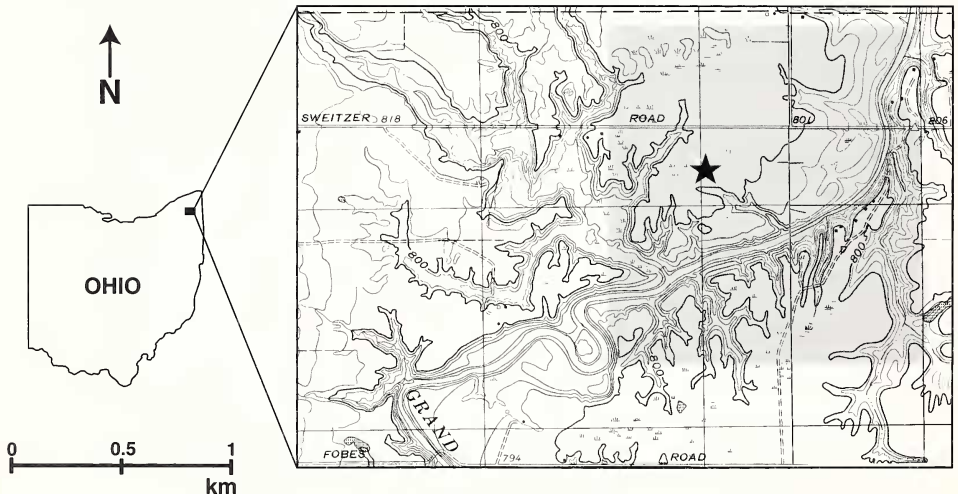 N
OHIO
0 0.5 1
km
800
SWEITZER 818 ROAD 801 806
800
800
800
GRAND
FOBES 794 ROAD